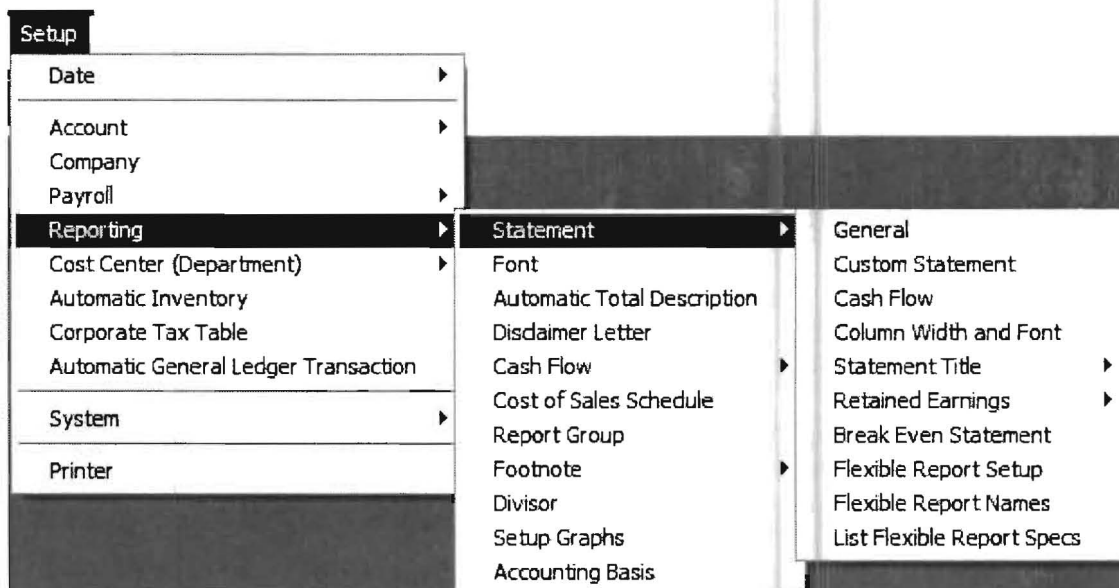 Setup
Date
Account
Company
Payroll
Reporting
Cost Center (Department)
Automatic Inventory
Corporate Tax Table
Automatic General Ledger Transaction
System
Printer
Statement
Font
Automatic Total Description
Disclaimer Letter
Cash Flow
Cost of Sales Schedule
Report Group
Footnote
Divisor
Setup Graphs
Accounting Basis
General
Custom Statement
Cash Flow
Column Width and Font
Statement Title
Retained Earnings
Break Even Statement
Flexible Report Setup
Flexible Report Names
List Flexible Report Specs